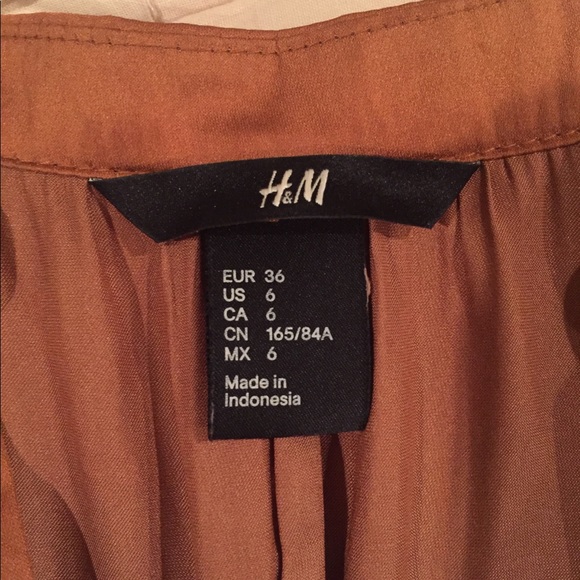 H&M
EUR 36
US 6
CA 6
CN 165/84A
MX 6
Made in
Indonesia